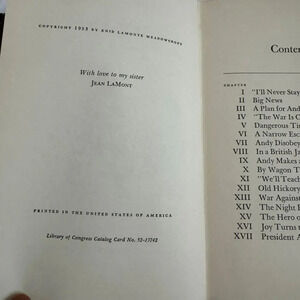 COPYRIGHT 1953 BY ENID LAMONTE MEADOWCROFT
With love to my sister
JEAN LAMONT
PRINTED IN THE UNITED STATES OF AMERICA
Library of Congress Catalog Card No. 52-13742
Conten
CHAPTER
I "I'll Never Stay
II Big News
III A Plan for And
IV "The War Is C
V Dangerous Ti
VI A Narrow Esc
VII Andy Disobey
VIII In a British Ja
IX Andy Makes a
X By Wagon T
XI "We'll Teach
XII Old Hickory
XIII War Against
XIV The Night
XV The Hero o
XVI Joy Turns t
XVII President A